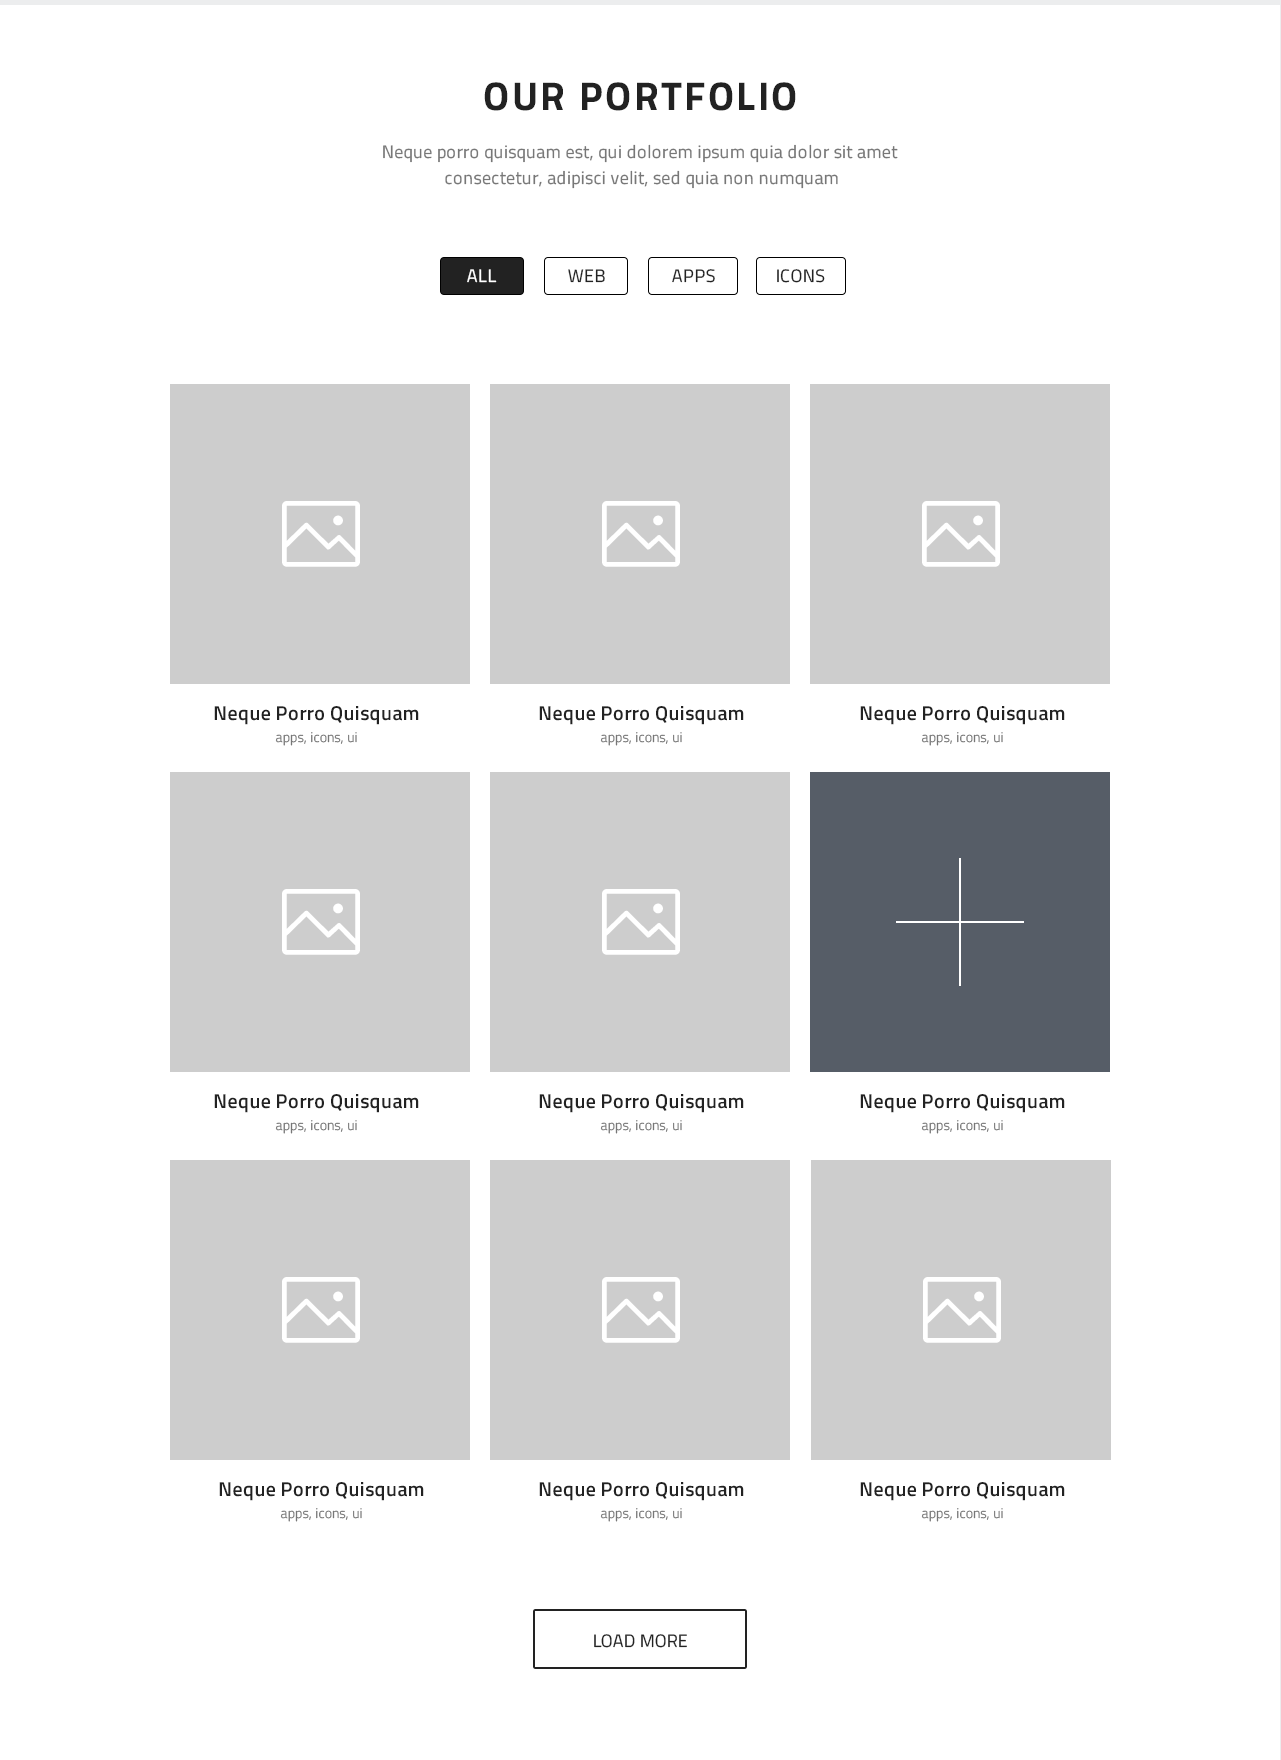 OUR PORTFOLIO
Neque porro quisquam est, qui dolorem ipsum quia dolor sit amet
consectetur, adipisci velit, sed quia non numquam
ALL WEB APPS ICONS
Neque Porro Quisquam Neque Porro Quisquam Neque Porro Quisquam
apps, icons, ui apps, icons, ui apps, icons, ui
Neque Porro Quisquam Neque Porro Quisquam Neque Porro Quisquam
apps, icons, ui apps, icons, ui apps, icons, ui
Neque Porro Quisquam Neque Porro Quisquam Neque Porro Quisquam
apps, icons, ui apps, icons, ui apps, icons, ui
LOAD MORE